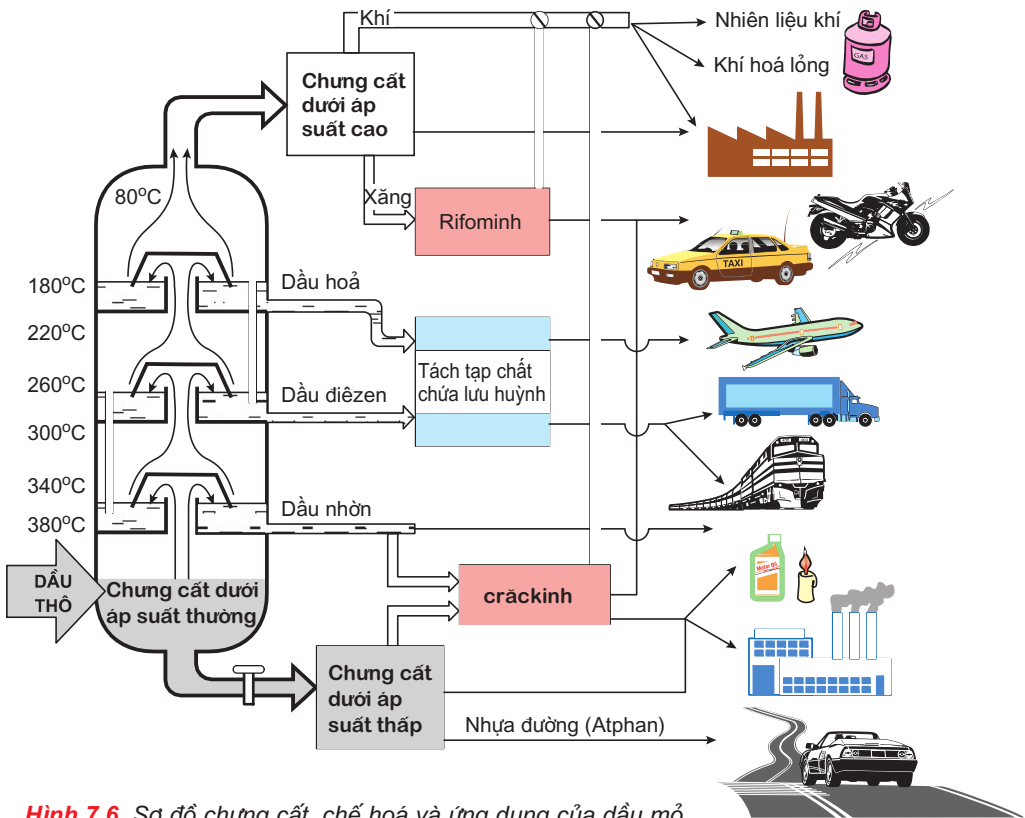 Khí
Nhiên liệu khí
GAS
Khí hoá lỏng
Chưng cất
dưới áp
suất cao
Xăng
Rifominh
80°C
TAXI
180°C
Dầu hoả
220°C
Tách tạp chất
chứa lưu huỳnh
260°C
Dầu điêzen
300°C
340°C
Dầu nhờn
380°C
DẦU
THÔ
Chưng cất dưới
áp suất thường
crăckinh
Motor Oil
Chưng cất
dưới áp
suất thấp
Nhựa đường (Atphan)
Hình 7.6. Sơ đồ chưng cất, chế hoá và ứng dụng của dầu mỏ